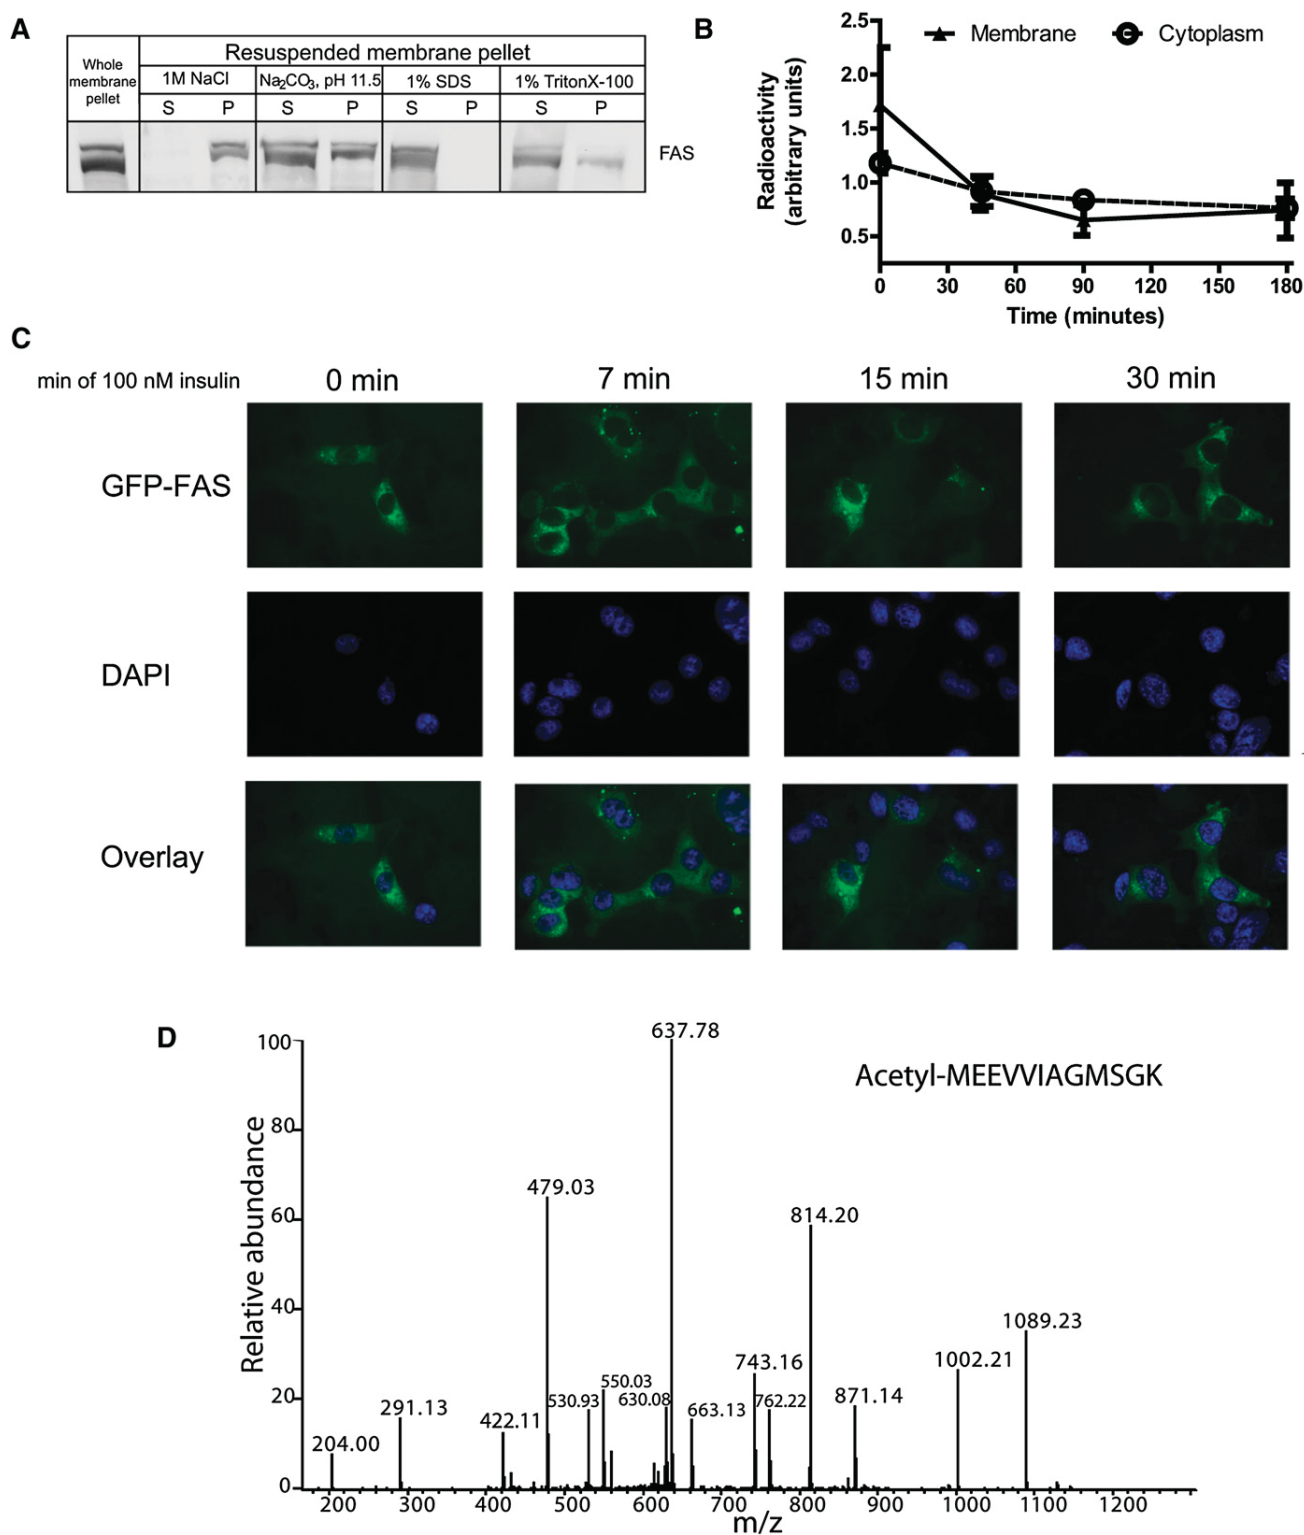 A
Whole membrane pellet
Resuspended membrane pellet
1M NaCl
Na₂CO₃, pH 11.5
1% SDS
1% TritonX-100
S P S P S P S P
FAS
B
Membrane
Cytoplasm
Radioactivity (arbitrary units)
2.5
2.0
1.5
1.0
0.5
0 30 60 90 120 150 180
Time (minutes)
C
min of 100 nM insulin
0 min
7 min
15 min
30 min
GFP-FAS
DAPI
Overlay
D
Acetyl-MEEVVIAGMSGK
Relative abundance
100
80
60
40
20
0
204.00
291.13
422.11
479.03
530.93
550.03
630.08
637.78
663.13
743.16
762.22
814.20
871.14
1002.21
1089.23
200 300 400 500 600 700 800 900 1000 1100 1200
m/z